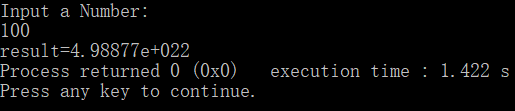 Input a Number:
100
result=4.98877e+022
Process returned 0 (0x0)   execution time : 1.422 s
Press any key to continue.